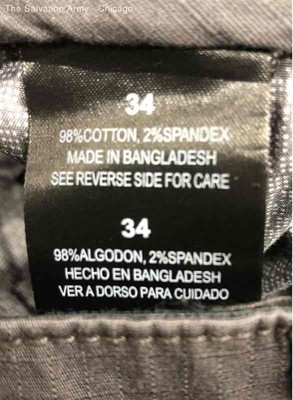 The Salvation Army - Chicago
34
98%COTTON, 2%SPANDEX
MADE IN BANGLADESH
SEE REVERSE SIDE FOR CARE
34
98%ALGODON, 2%SPANDEX
HECHO EN BANGLADESH
VER A DORSO PARA CUIDADO